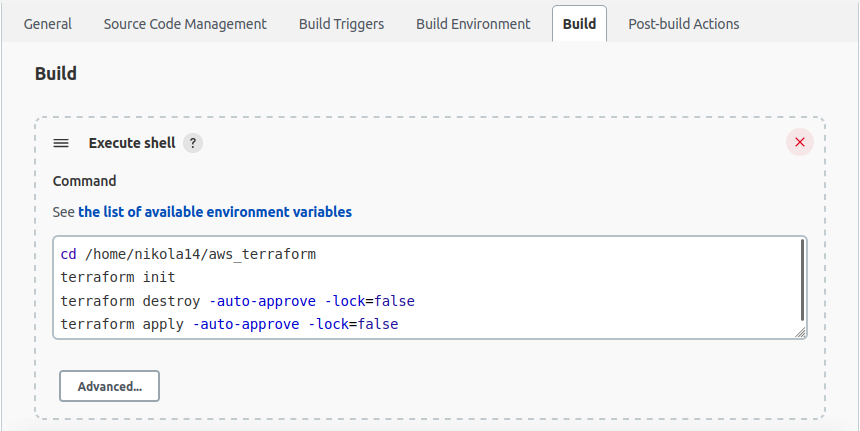 General Source Code Management Build Triggers Build Environment Build Post-build Actions
Build
Execute shell ?
Command
See the list of available environment variables
cd /home/nikola14/aws_terraform
terraform init
terraform destroy -auto-approve -lock=false
terraform apply -auto-approve -lock=false
Advanced...